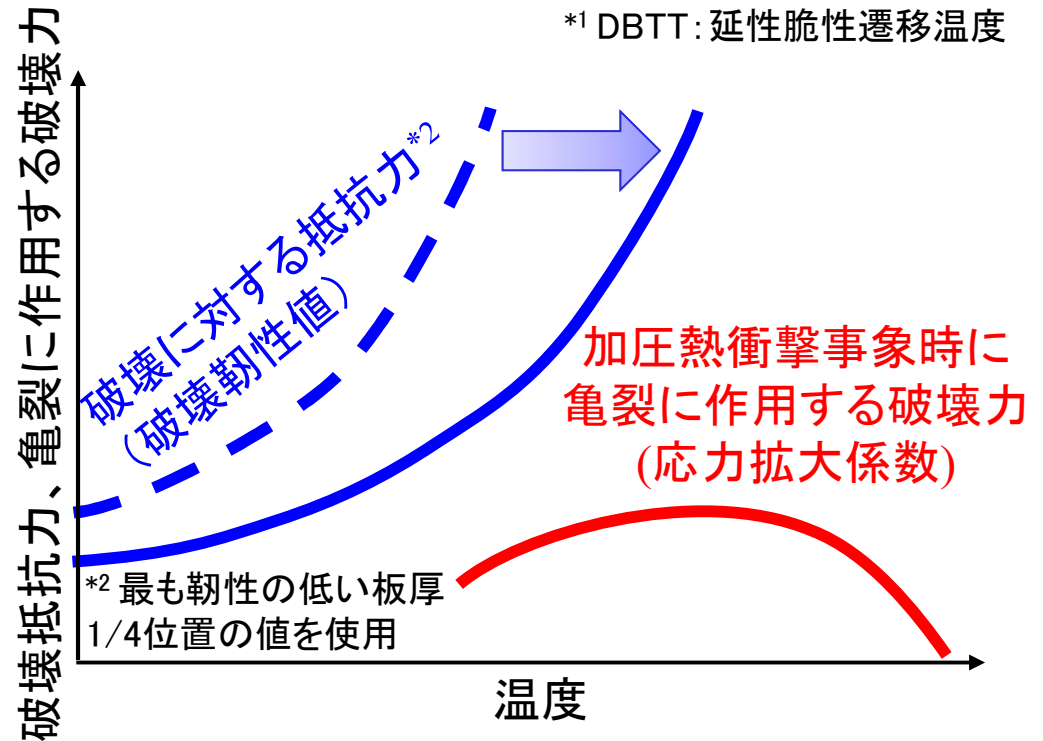 *1 DBTT：延性脆性遷移温度
破壊抵抗力、亀裂に作用する破壊力
破壊に対する抵抗力*2
（破壊靭性値）
加圧熱衝撃事象時に
亀裂に作用する破壊力
(応力拡大係数)
*2 最も靭性の低い板厚
1/4位置の値を使用
温度